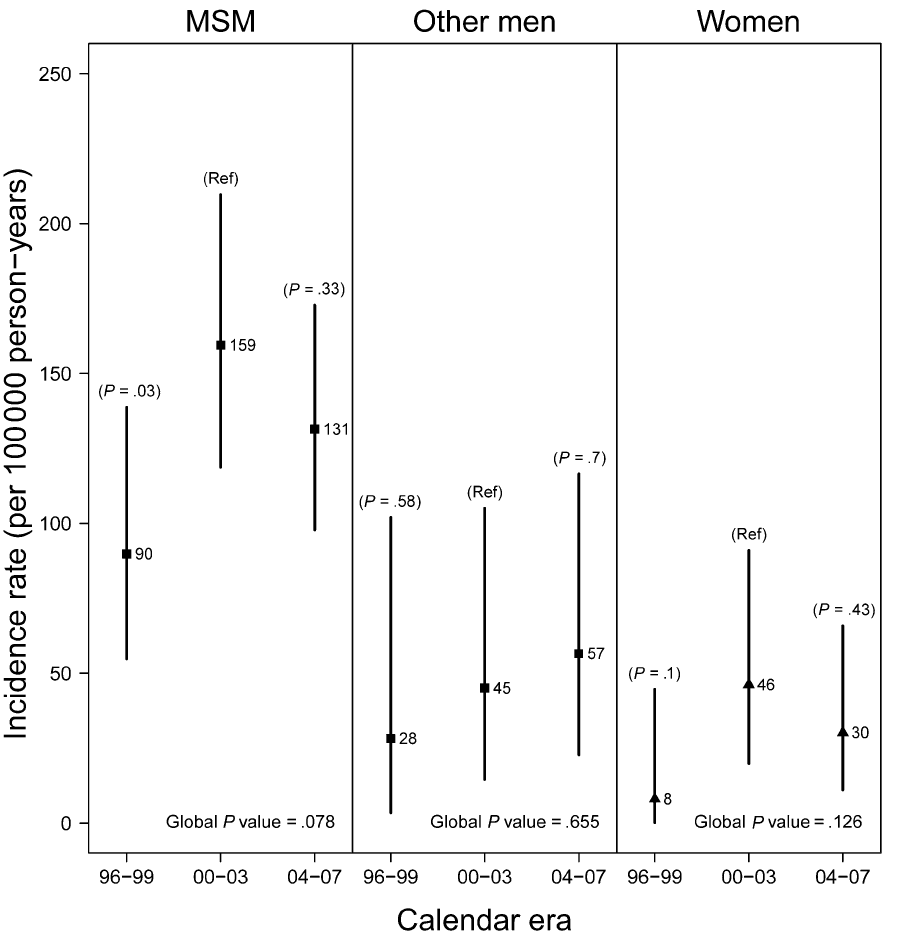 MSM Other men Women
Incidence rate (per 100 000 person−years)
250
200
150
100
50
0
(P = .03)
90
(Ref)
159
(P = .33)
131
Global P value = .078
(P = .58)
28
(Ref)
45
(P = .7)
57
Global P value = .655
(P = .1)
8
(Ref)
46
(P = .43)
30
Global P value = .126
96−99 00−03 04−07 96−99 00−03 04−07 96−99 00−03 04−07
Calendar era